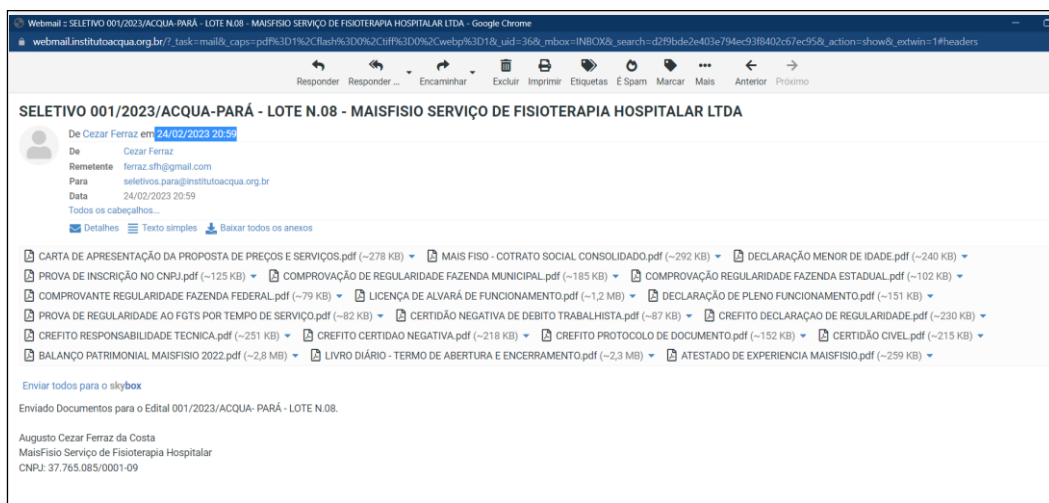 Webmail :: SELETIVO 001/2023/ACQUA-PARÁ - LOTE N.08 - MAISFISIO SERVIÇO DE FISIOTERAPIA HOSPITALAR LTDA - Google Chrome
webmail.institutoacqua.org.br/?_task=mail&_caps=pdf%3D1%2Cflash%3D0%2Ctiff%3D0%2Cwebp%3D1&_uid=36&_mbox=INBOX&_search=d2f9bde2e403e794ec93f8402c67ec95&_action=show&_extwin=1#headers
Responder Responder ... Encaminhar Excluir Imprimir Etiquetas É Spam Marcar Mais Anterior Próximo
SELETIVO 001/2023/ACQUA-PARÁ - LOTE N.08 - MAISFISIO SERVIÇO DE FISIOTERAPIA HOSPITALAR LTDA
De Cezar Ferraz em 24/02/2023 20:59
De Cezar Ferraz
Remetente ferraz.sfh@gmail.com
Para seletivos.para@institutoacqua.org.br
Data 24/02/2023 20:59
Todos os cabeçalhos...
Detalhes Texto simples Baixar todos os anexos
CARTA DE APRESENTAÇÃO DA PROPOSTA DE PREÇOS E SERVIÇOS.pdf (~278 KB) MAIS FISO - COTRATO SOCIAL CONSOLIDADO.pdf (~292 KB) DECLARAÇÃO MENOR DE IDADE.pdf (~240 KB)
PROVA DE INSCRIÇÃO NO CNPJ.pdf (~125 KB) COMPROVAÇÃO DE REGULARIDADE FAZENDA MUNICIPAL.pdf (~185 KB) COMPROVAÇÃO REGULARIDADE FAZENDA ESTADUAL.pdf (~102 KB)
COMPROVANTE REGULARIDADE FAZENDA FEDERAL.pdf (~79 KB) LICENÇA DE ALVARÁ DE FUNCIONAMENTO.pdf (~1,2 MB) DECLARAÇÃO DE PLENO FUNCIONAMENTO.pdf (~151 KB)
PROVA DE REGULARIDADE AO FGTS POR TEMPO DE SERVIÇO.pdf (~82 KB) CERTIDÃO NEGATIVA DE DEBITO TRABALHISTA.pdf (~87 KB) CREFITO DECLARAÇAO DE REGULARIDADE.pdf (~230 KB)
CREFITO RESPONSABILIDADE TECNICA.pdf (~251 KB) CREFITO CERTIDAO NEGATIVA.pdf (~218 KB) CREFITO PROTOCOLO DE DOCUMENTO.pdf (~152 KB) CERTIDÃO CIVEL.pdf (~215 KB)
BALANÇO PATRIMONIAL MAISFISIO 2022.pdf (~2,8 MB) LIVRO DIÁRIO - TERMO DE ABERTURA E ENCERRAMENTO.pdf (~2,3 MB) ATESTADO DE EXPERIENCIA MAISFISIO.pdf (~259 KB)
Enviar todos para o skybox
Enviado Documentos para o Edital 001/2023/ACQUA- PARÁ - LOTE N.08.
Augusto Cezar Ferraz da Costa
MaisFisio Serviço de Fisioterapia Hospitalar
CNPJ: 37.765.085/0001-09